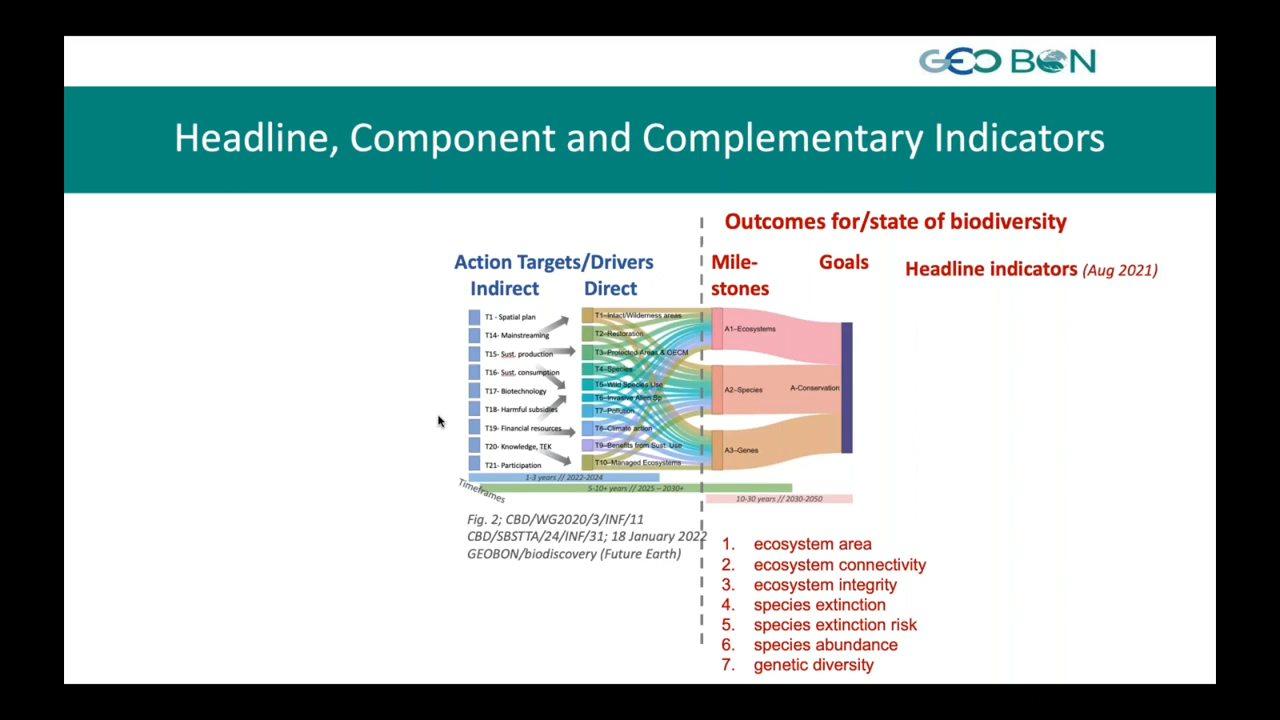 GEO BON
Headline, Component and Complementary Indicators
Outcomes for/state of biodiversity
Action Targets/Drivers
Indirect
Direct
Mile-
stones
Goals
Headline indicators (Aug 2021)
T1 - Spatial plan
T14- Mainstreaming
T15- Sust. production
T16- Sust. consumption
T17- Biotechnology
T18- Harmful subsidies
T19- Financial resources
T20- Knowledge, TEK
T21- Participation
T1–Intact/Wilderness areas
T2–Restoration
T3–Protected Areas & OECM
T4–Species
T5–Wild Species Use
T6–Invasive Alien Sp
T7–Pollution
T8–Climate action
T9–Benefits from Sust. Use
T10–Managed Ecosystems
A1–Ecosystems
A2–Species
A3–Genes
A-Conservation
Timeframes
1-3 years // 2022-2024
5-10+ years // 2025 – 2030+
10-30 years // 2030-2050
Fig. 2; CBD/WG2020/3/INF/11
CBD/SBSTTA/24/INF/31; 18 January 2022
GEOBON/biodiscovery (Future Earth)
1. ecosystem area
2. ecosystem connectivity
3. ecosystem integrity
4. species extinction
5. species extinction risk
6. species abundance
7. genetic diversity